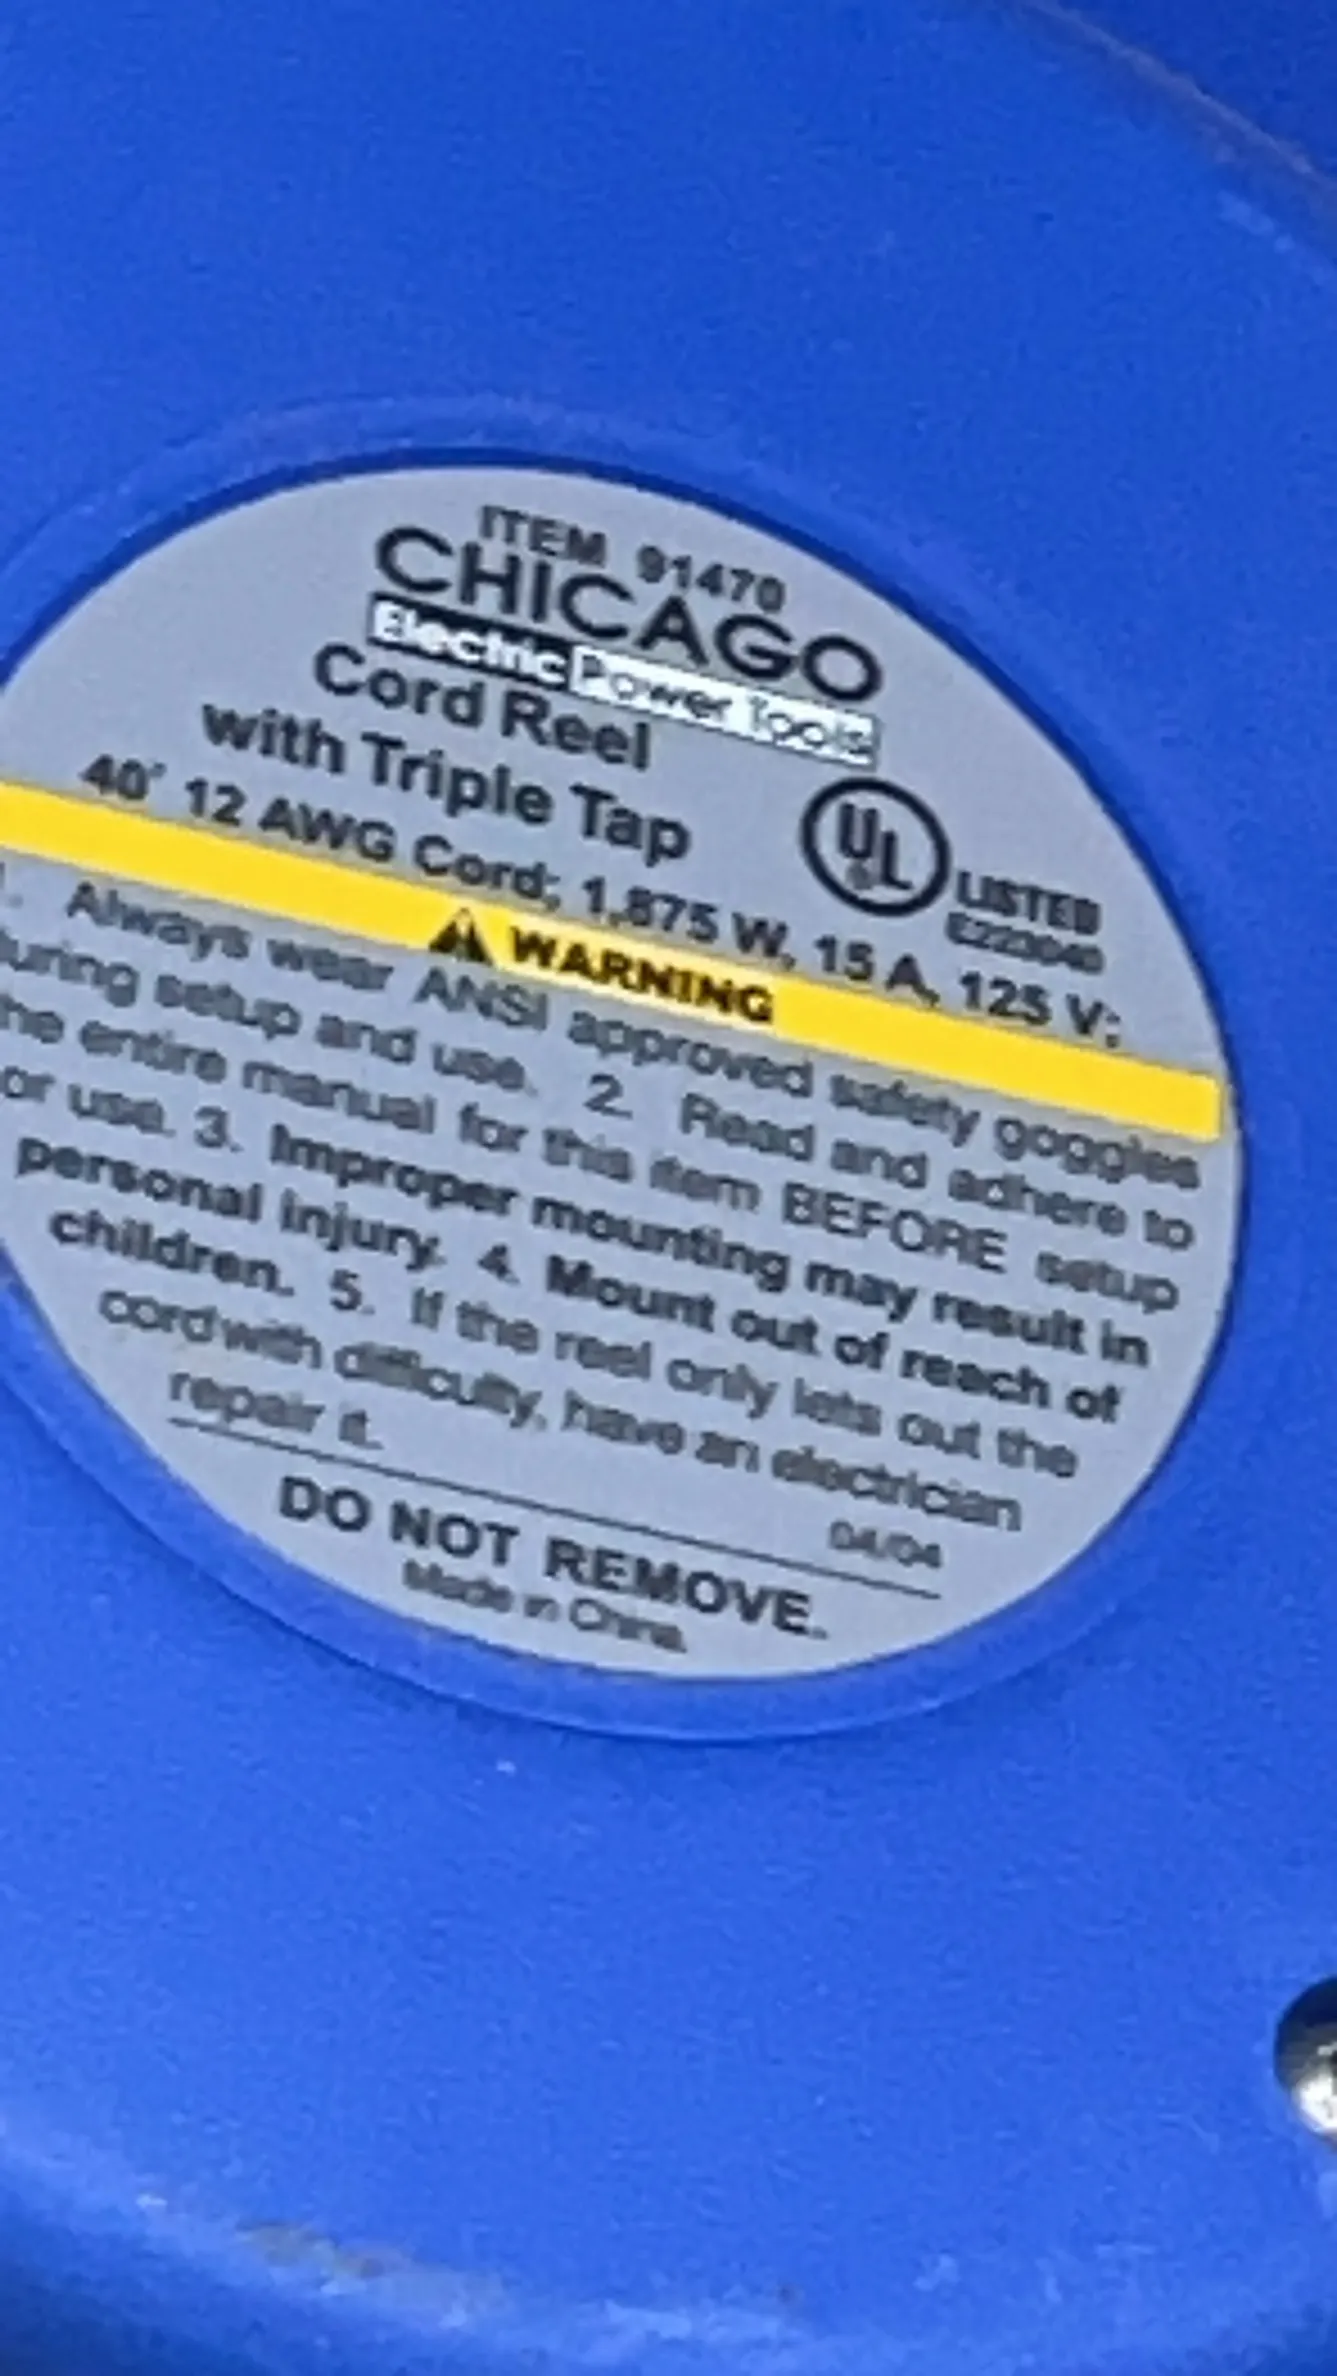 ITEM 91470
CHICAGO
Electric Power Tools
Cord Reel
with Triple Tap
UL
LISTED
40' 12 AWG Cord; 1,875 W, 15 A, 125 V;
WARNING
1. Always wear ANSI approved safety goggles
during setup and use. 2. Read and adhere to
the entire manual for this item BEFORE setup
or use. 3. Improper mounting may result in
personal injury. 4. Mount out of reach of
children. 5. If the reel only lets out the
cord with difficulty, have an electrician
repair it.
04/04
DO NOT REMOVE.
Made in China.